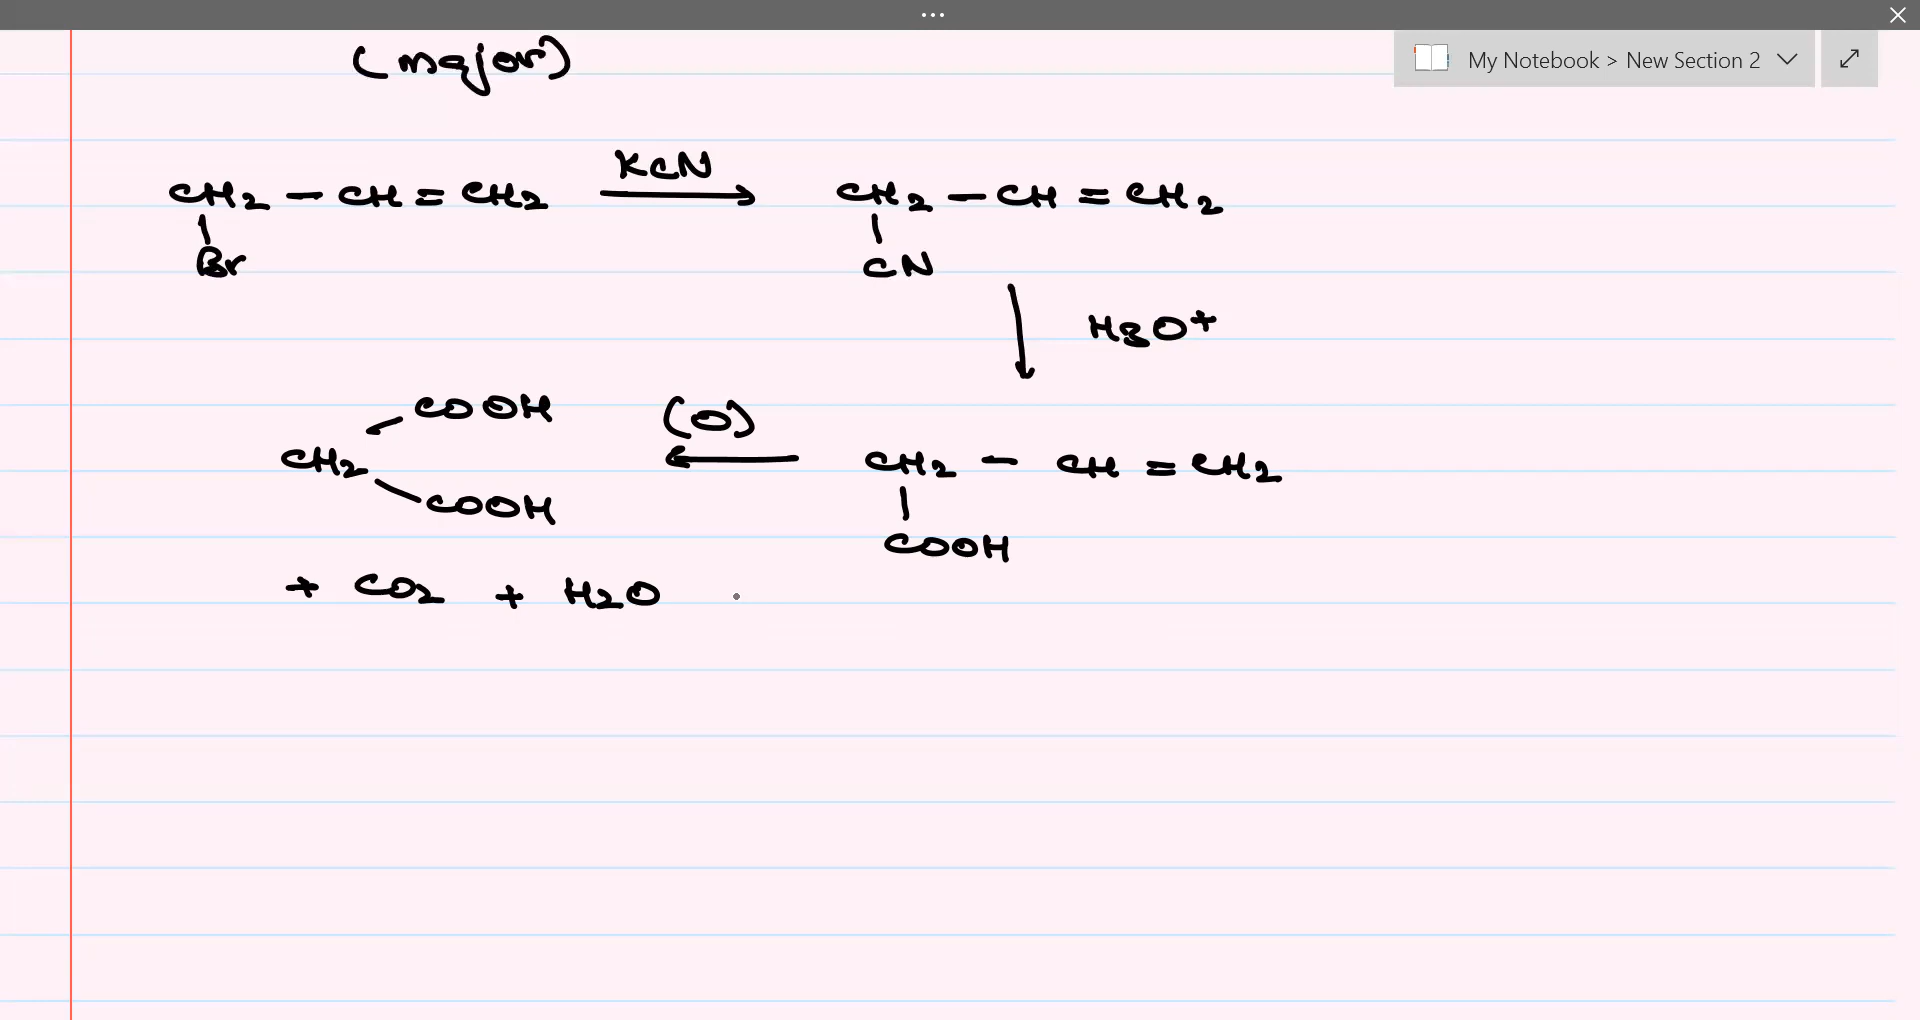 (major)
My Notebook > New Section 2
KCN
CH2 - CH = CH2 → CH2 - CH = CH2
Br
CN
H3O+
COOH
(O)
CH2 ← CH2 - CH = CH2
COOH
COOH
+ CO2 + H2O